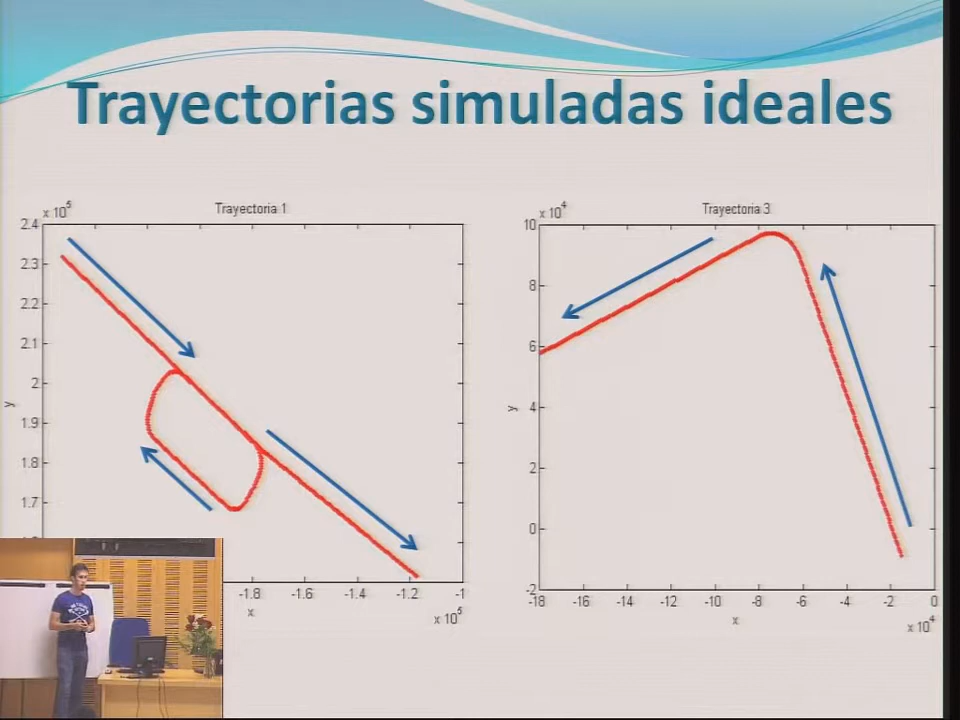 Trayectorias simuladas ideales
Trayectoria 1
x 10⁵
2.4
2.3
2.2
2.1
2
1.9
1.8
1.7
y
-1.8
-1.6
-1.4
-1.2
-1
x
x 10⁵
Trayectoria 3
x 10⁴
10
8
6
4
2
0
-2
y
-18
-16
-14
-12
-10
-8
-6
-4
-2
0
x
x 10⁴